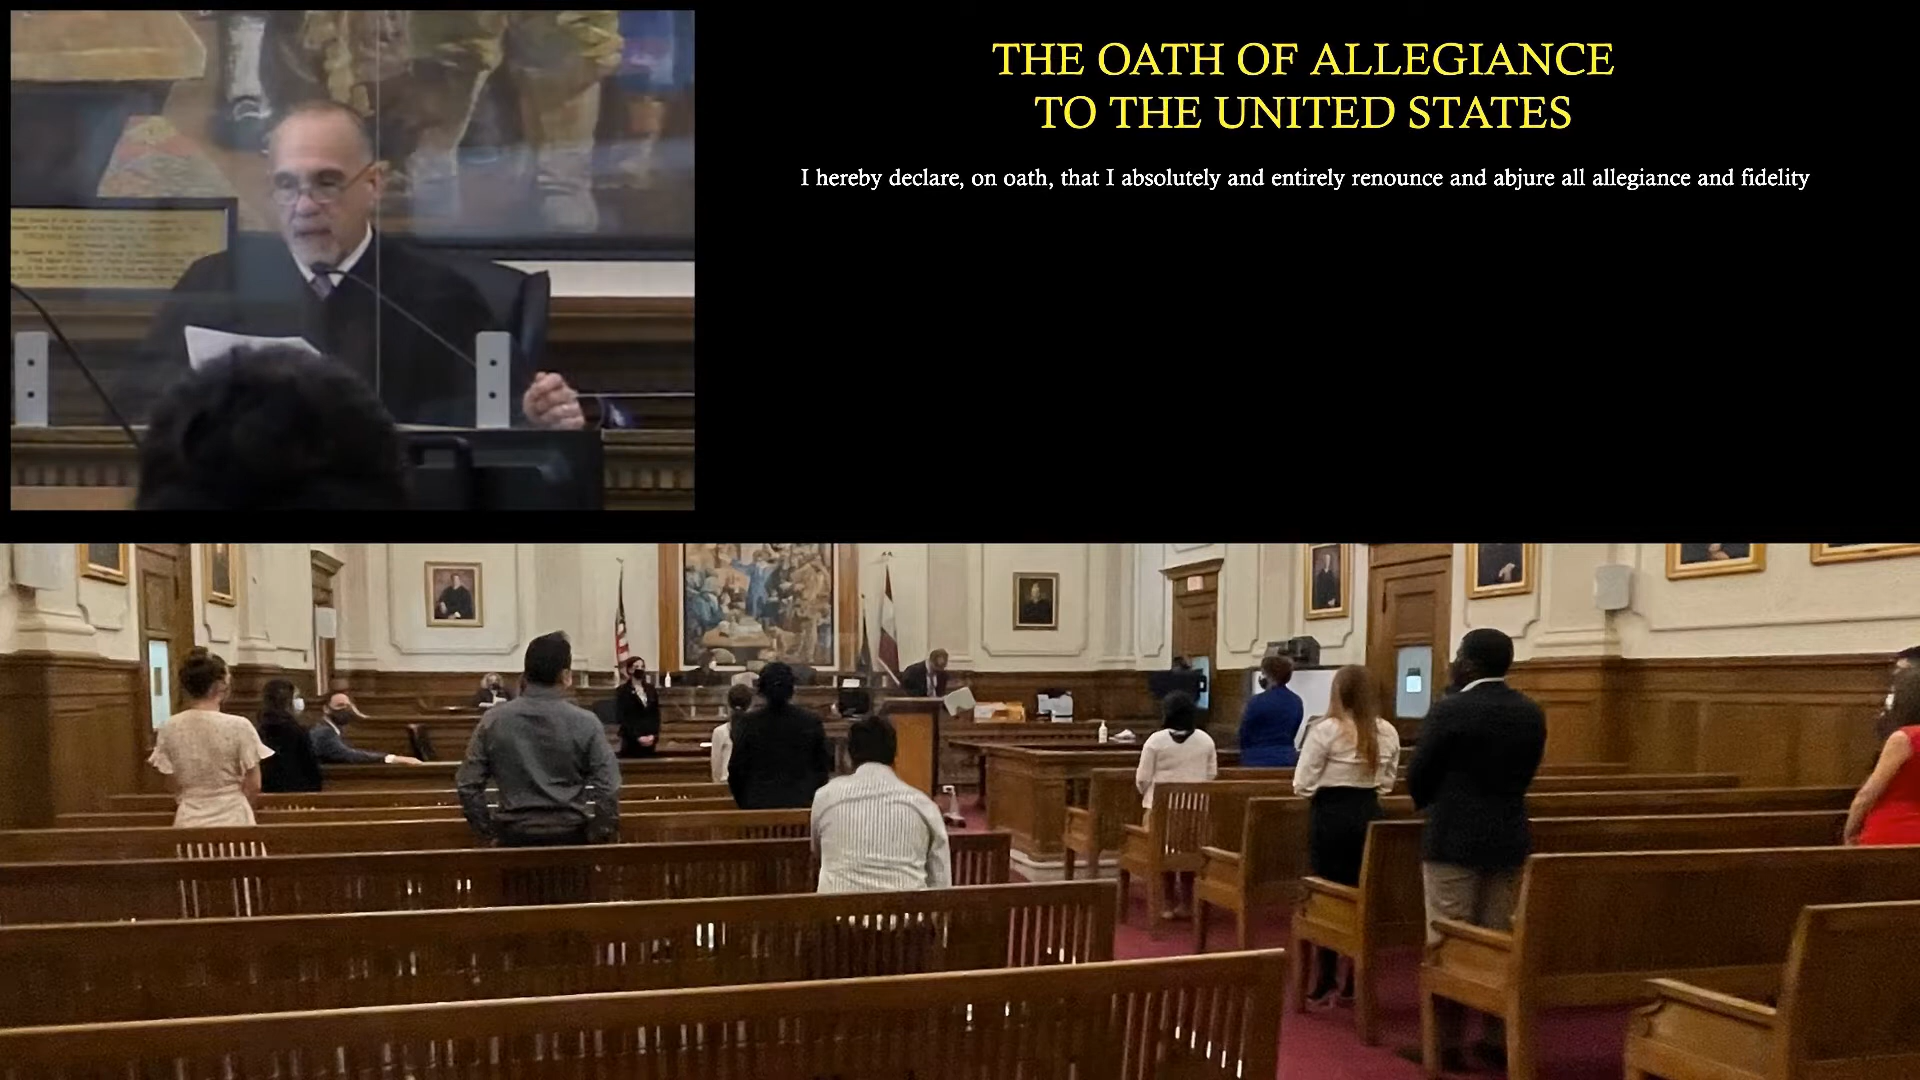 THE OATH OF ALLEGIANCE
TO THE UNITED STATES
I hereby declare, on oath, that I absolutely and entirely renounce and abjure all allegiance and fidelity